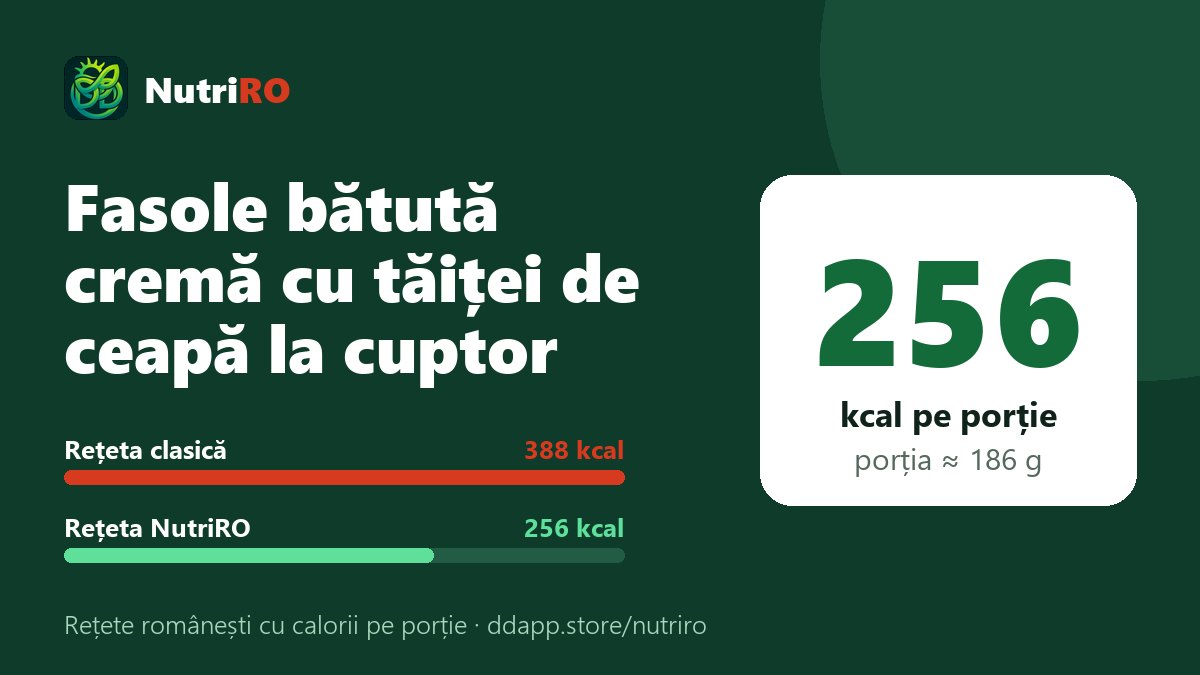 NutriRO
Fasole bătută
cremă cu tăiței de
ceapă la cuptor
Rețeta clasică 388 kcal
Rețeta NutriRO 256 kcal
256
kcal pe porție
porția ≈ 186 g
Rețete românești cu calorii pe porție · ddapp.store/nutriro